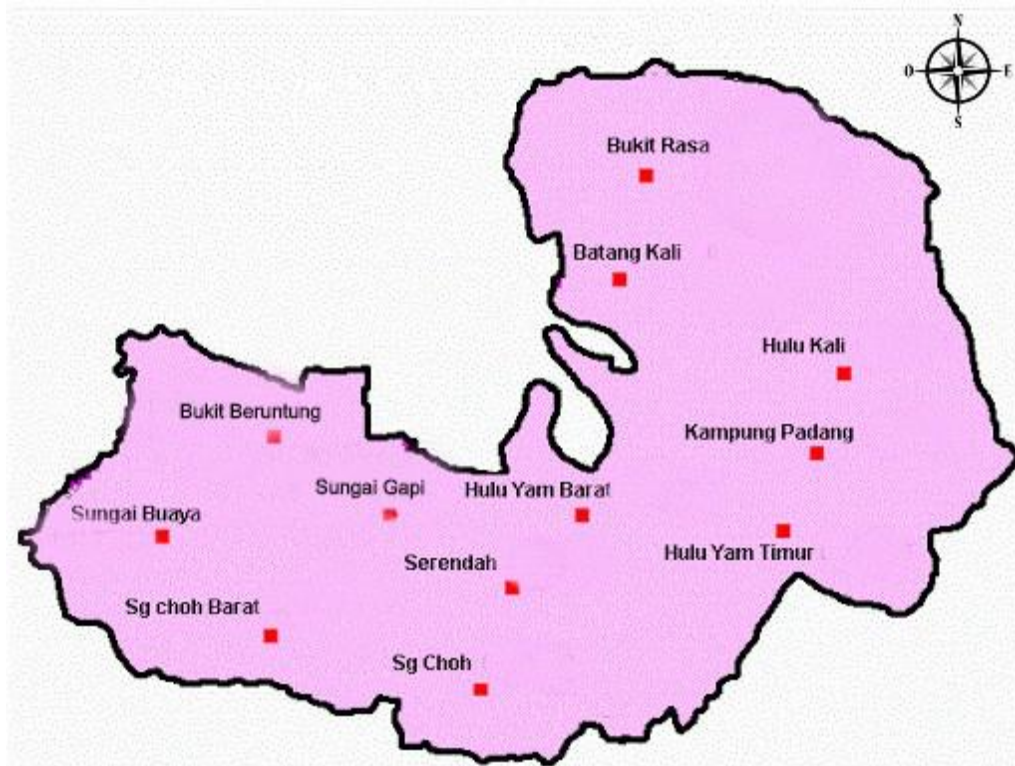 N
O
E
S
Bukit Rasa
Batang Kali
Hulu Kali
Bukit Beruntung
Kampung Padang
Sungai Gapi
Hulu Yam Barat
Sungai Buaya
Hulu Yam Timur
Serendah
Sg choh Barat
Sg Choh